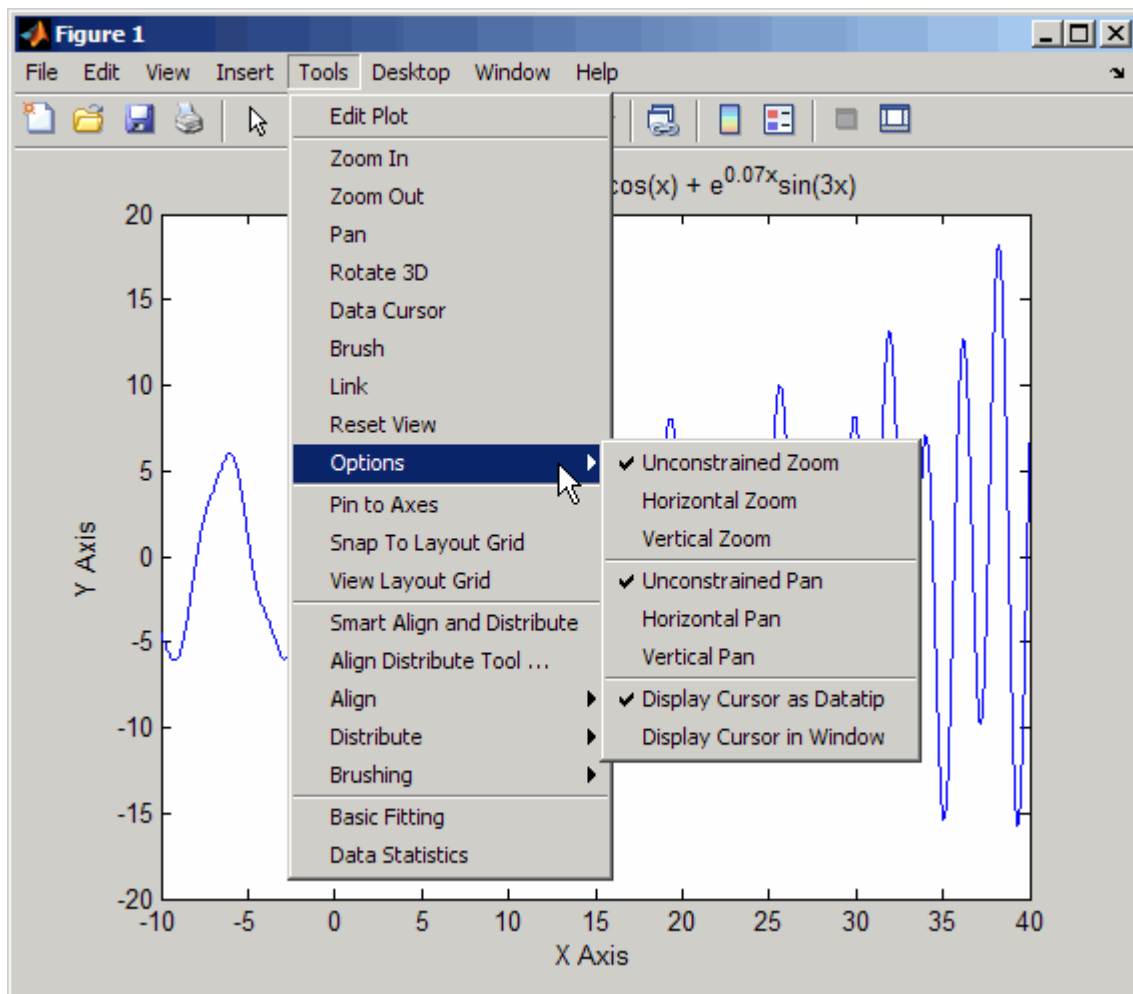 Figure 1
File Edit View Insert Tools Desktop Window Help
Edit Plot
Zoom In
Zoom Out
Pan
Rotate 3D
Data Cursor
Brush
Link
Reset View
Options
Pin to Axes
Snap To Layout Grid
View Layout Grid
Smart Align and Distribute
Align Distribute Tool ...
Align
Distribute
Brushing
Basic Fitting
Data Statistics
Unconstrained Zoom
Horizontal Zoom
Vertical Zoom
Unconstrained Pan
Horizontal Pan
Vertical Pan
Display Cursor as Datatip
Display Cursor in Window
cos(x) + e^0.07x sin(3x)
Y Axis
20
15
10
5
0
-5
-10
-15
-20
-10 -5 0 5 10 15 20 25 30 35 40
X Axis